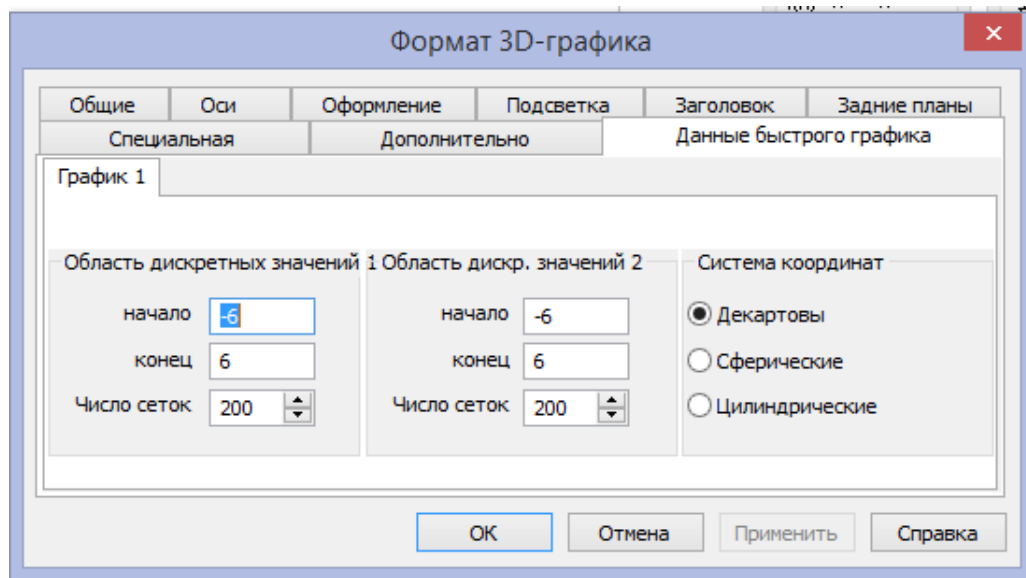 Формат 3D-графика
Общие Оси Оформление Подсветка Заголовок Задние планы
Специальная Дополнительно Данные быстрого графика
График 1
Область дискретных значений 1 Область дискр. значений 2 Система координат
начало -6 начало -6 Декартовы
конец 6 конец 6 Сферические
Число сеток 200 Число сеток 200 Цилиндрические
ОК Отмена Применить Справка